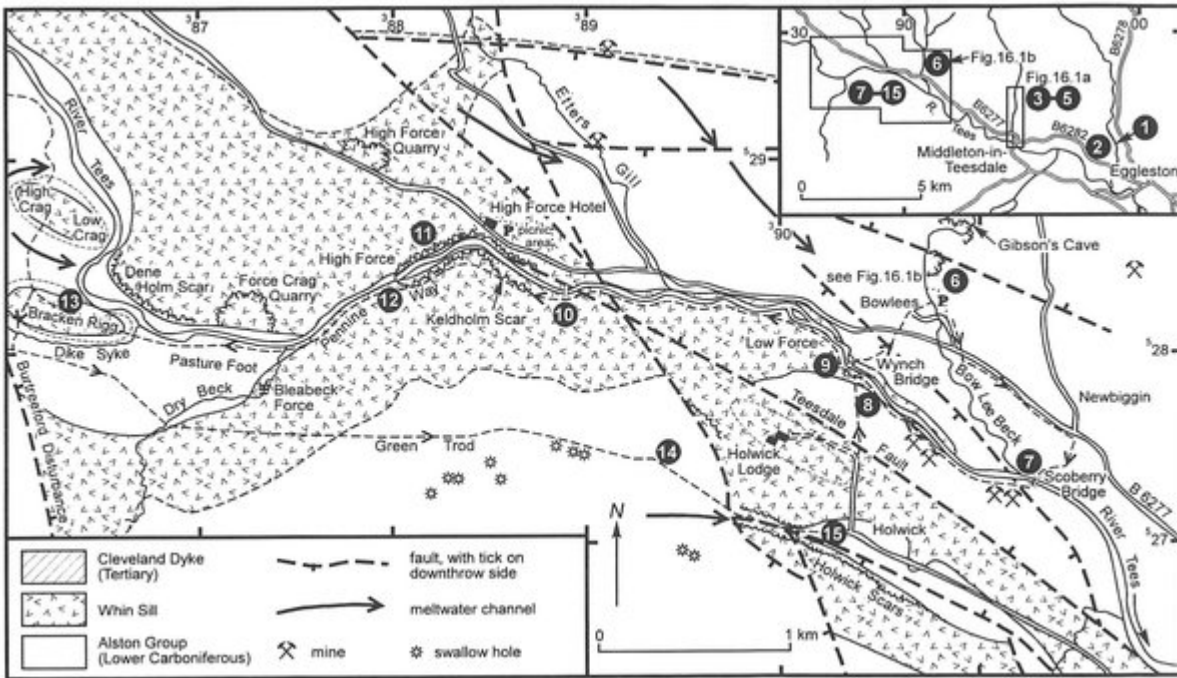 ³87
³88
³89
30
90
00
B6278
Fig.16.1b
6
Fig.16.1a
7 15
3 5
B6277
R. Tees
B6282
1
2
Middleton-in-
Teesdale
Eggleston
0
5 km
River
Tees
Etters
Gill
High Force
Quarry
⁵29
High
Crag
Low
Crag
High Force Hotel
P picnic
area
³90
Gibson's Cave
11
High Force
see Fig.16.1b
6
P
Bowlees
Dene
Holm Scar
Force Crag
Quarry
13
Bracken Rigg
12
Pennine
Way
Keldholm Scar
10
Low Force
⁵28
Dike Syke
Pasture Foot
9
Wynch
Bridge
Dry Beck
Bleabeck
Force
8
Bow Lee Beck
Newbiggin
Burtreeford Disturbance
Teesdale
Fault
Green Trod
14
Holwick
Lodge
7
Scoberry
Bridge
B 6277
River
Tees
N
15
Holwick
⁵27
Holwick Scars
0
1 km
Cleveland Dyke
(Tertiary)
fault, with tick on
downthrow side
Whin Sill
meltwater channel
Alston Group
(Lower Carboniferous)
mine
swallow hole